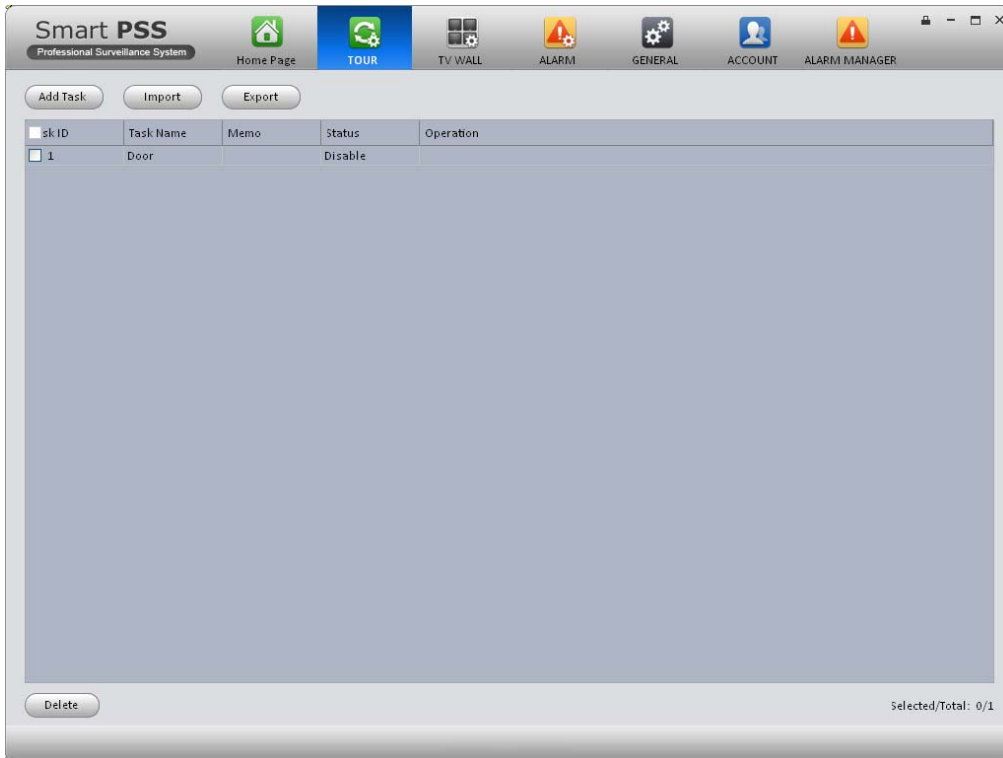 Smart PSS
Professional Surveillance System
Home Page TOUR TV WALL ALARM GENERAL ACCOUNT ALARM MANAGER
Add Task Import Export
sk ID Task Name Memo Status Operation
1 Door Disable
Delete Selected/Total: 0/1